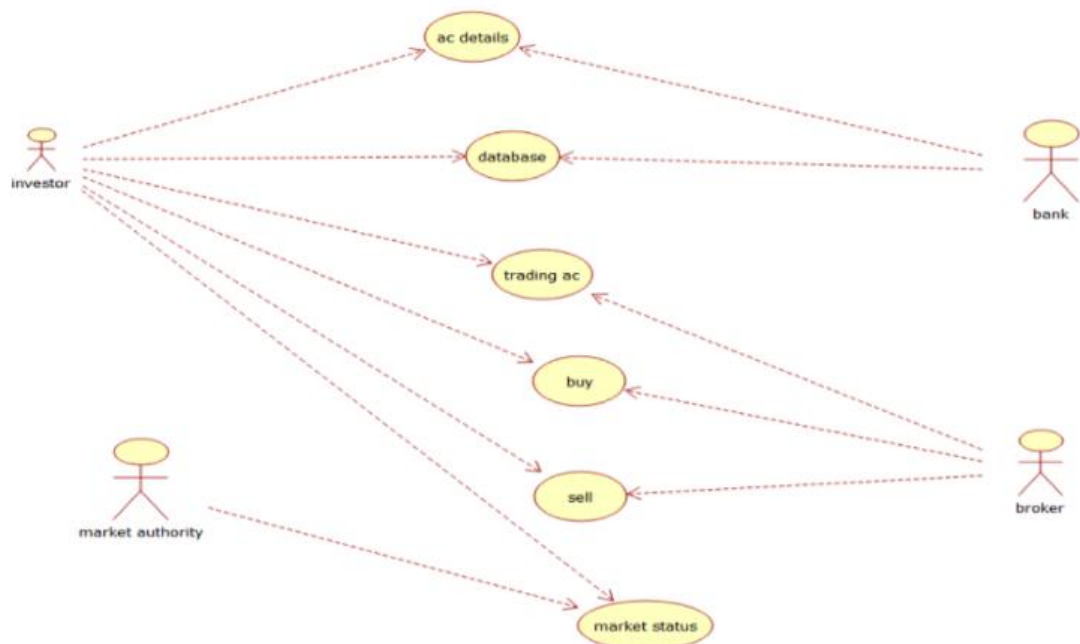 ac details
database
investor
bank
trading ac
buy
sell
market authority
broker
market status